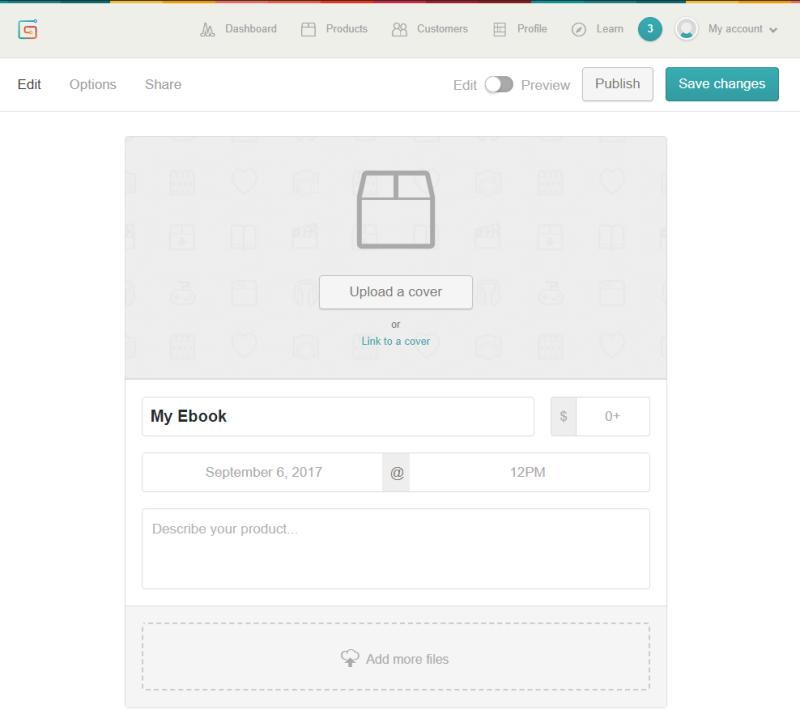 Dashboard Products Customers Profile Learn 3 My account
Edit Options Share Edit Preview Publish Save changes
Upload a cover
or
Link to a cover
My Ebook $ 0+
September 6, 2017 @ 12PM
Describe your product...
Add more files